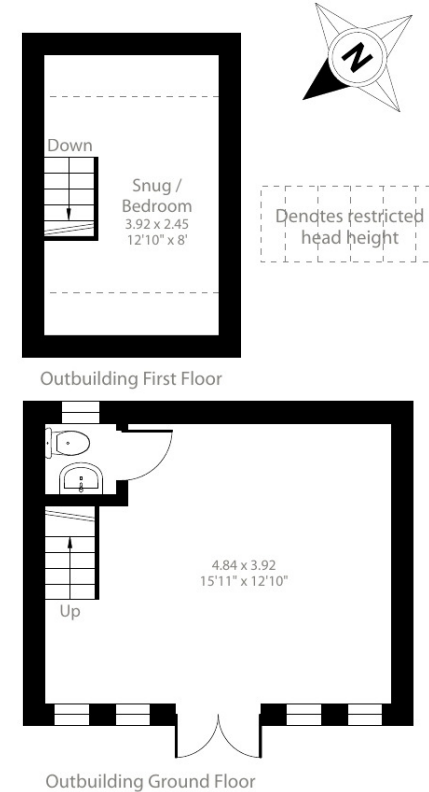 N
Down
Snug /
Bedroom
3.92 x 2.45
12'10" x 8'
Denotes restricted
head height
Outbuilding First Floor
4.84 x 3.92
15'11" x 12'10"
Up
Outbuilding Ground Floor